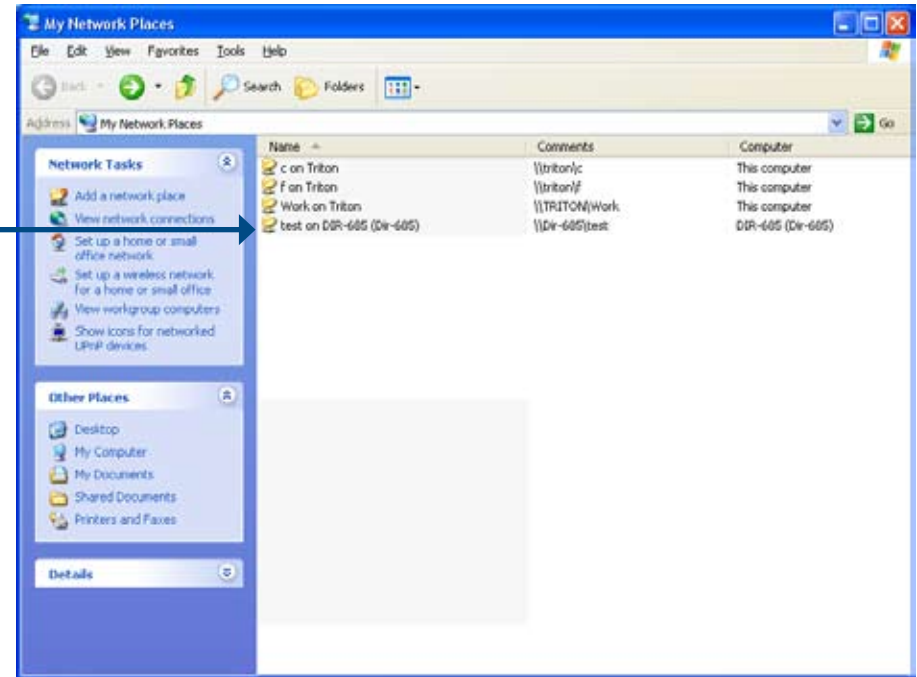 My Network Places
File Edit View Favorites Tools Help
Back Search Folders
Address My Network Places Go
Name Comments Computer
Network Tasks
Add a network place
View network connections
Set up a home or small
office network
Set up a wireless network
for a home or small office
View workgroup computers
Show icons for networked
UPnP devices
Other Places
Desktop
My Computer
My Documents
Shared Documents
Printers and Faxes
Details
c on Triton \\triton\c This computer
f on Triton \\triton\f This computer
Work on Triton \\TRITON\Work This computer
test on DIR-685 (Dir-685) \\Dir-685\test DIR-685 (Dir-685)